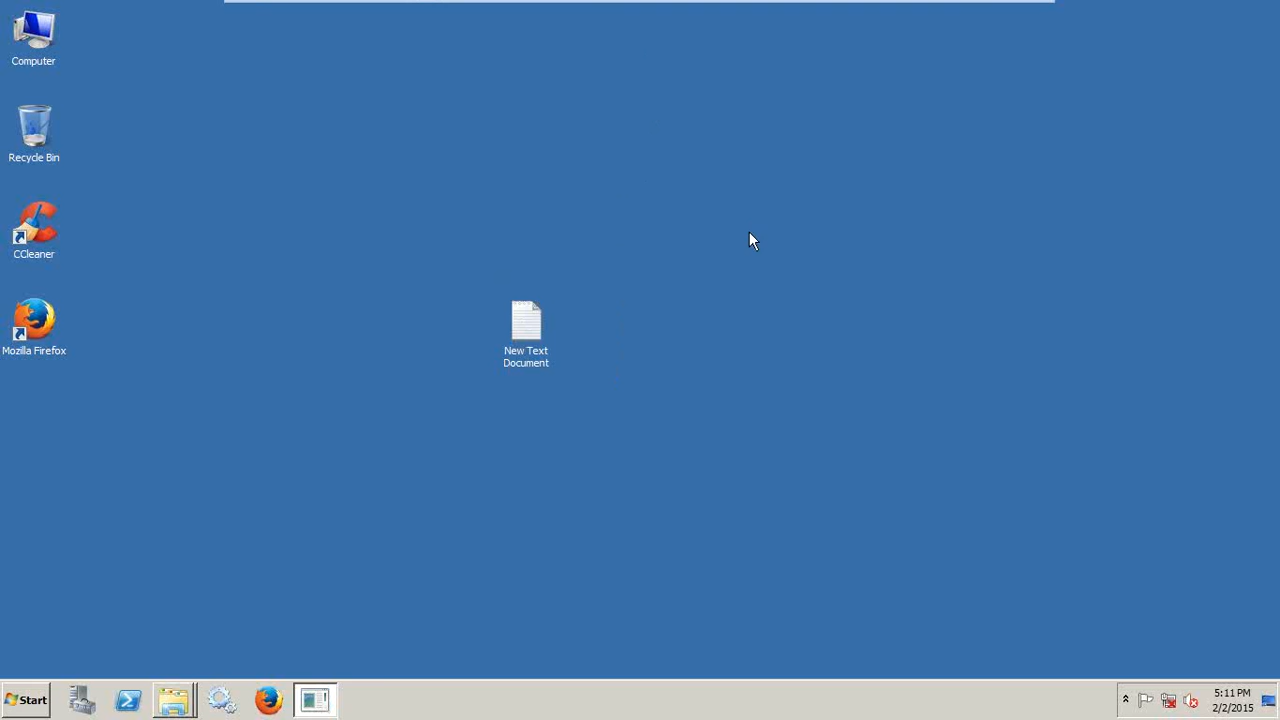 Computer
Recycle Bin
CCleaner
Mozilla Firefox
New Text
Document
Start
5:11 PM
2/2/2015